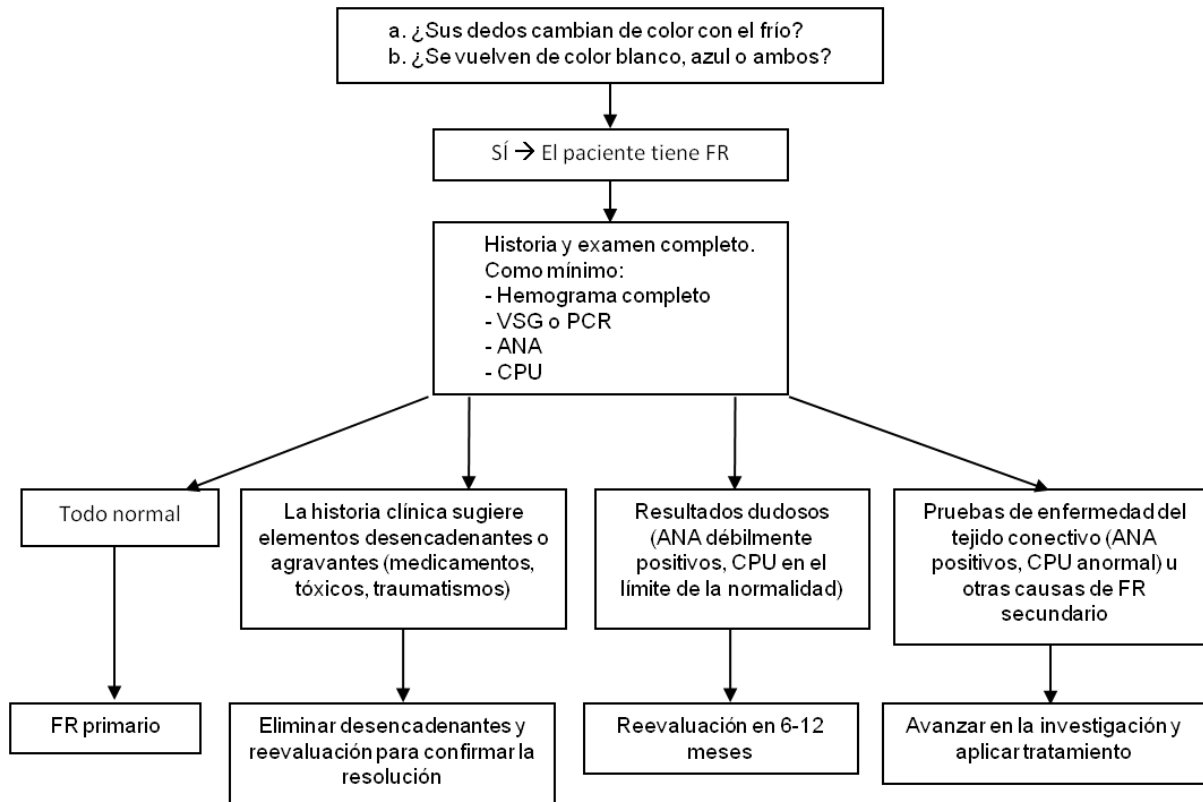 a. ¿Sus dedos cambian de color con el frío?
b. ¿Se vuelven de color blanco, azul o ambos?
SÍ → El paciente tiene FR
Historia y examen completo.
Como mínimo:
- Hemograma completo
- VSG o PCR
- ANA
- CPU
Todo normal
La historia clínica sugiere
elementos desencadenantes o
agravantes (medicamentos,
tóxicos, traumatismos)
Resultados dudosos
(ANA débilmente
positivos, CPU en el
límite de la normalidad)
Pruebas de enfermedad del
tejido conectivo (ANA
positivos, CPU anormal) u
otras causas de FR
secundario
FR primario
Eliminar desencadenantes y
reevaluación para confirmar la
resolución
Reevaluación en 6-12
meses
Avanzar en la investigación y
aplicar tratamiento